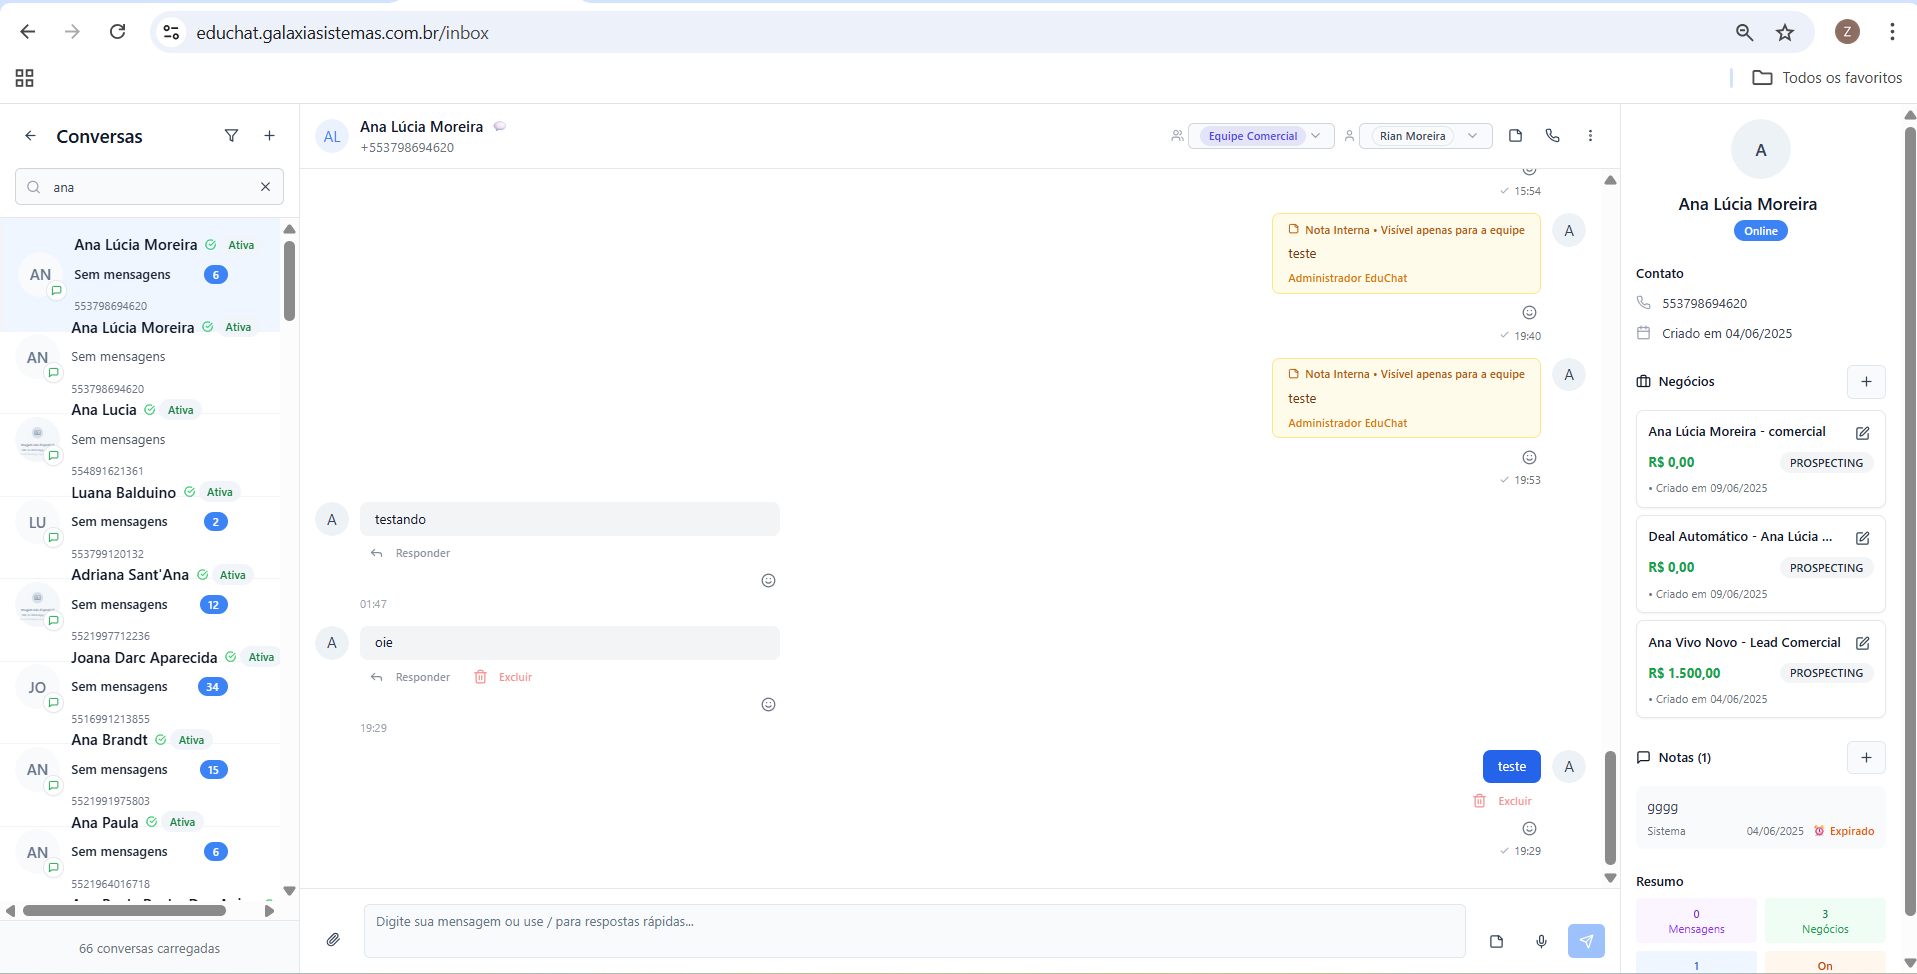 educhat.galaxiasistemas.com.br/inbox
Z
Todos os favoritos
Conversas
ana
Ana Lúcia Moreira Ativa
AN
Sem mensagens 6
553798694620
Ana Lúcia Moreira Ativa
AN
Sem mensagens
553798694620
Ana Lucia Ativa
Sem mensagens
554891621361
Luana Balduino Ativa
LU
Sem mensagens 2
553799120132
Adriana Sant'Ana Ativa
Sem mensagens 12
5521997712236
Joana Darc Aparecida Ativa
JO
Sem mensagens 34
5516991213855
Ana Brandt Ativa
AN
Sem mensagens 15
5521991975803
Ana Paula Ativa
AN
Sem mensagens 6
5521964016718
66 conversas carregadas
AL
Ana Lúcia Moreira
+553798694620
Equipe Comercial
Rian Moreira
15:54
Nota Interna • Visível apenas para a equipe
A
teste
Administrador EduChat
19:40
Nota Interna • Visível apenas para a equipe
A
teste
Administrador EduChat
19:53
A
testando
Responder
01:47
A
oie
Responder Excluir
19:29
teste
A
Excluir
19:29
Digite sua mensagem ou use / para respostas rápidas...
A
Ana Lúcia Moreira
Online
Contato
553798694620
Criado em 04/06/2025
Negócios
Ana Lúcia Moreira - comercial
R$ 0,00 PROSPECTING
• Criado em 09/06/2025
Deal Automático - Ana Lúcia ...
R$ 0,00 PROSPECTING
• Criado em 09/06/2025
Ana Vivo Novo - Lead Comercial
R$ 1.500,00 PROSPECTING
• Criado em 04/06/2025
Notas (1)
gggg
Sistema 04/06/2025 Expirado
Resumo
0 3
Mensagens Negócios
1 On